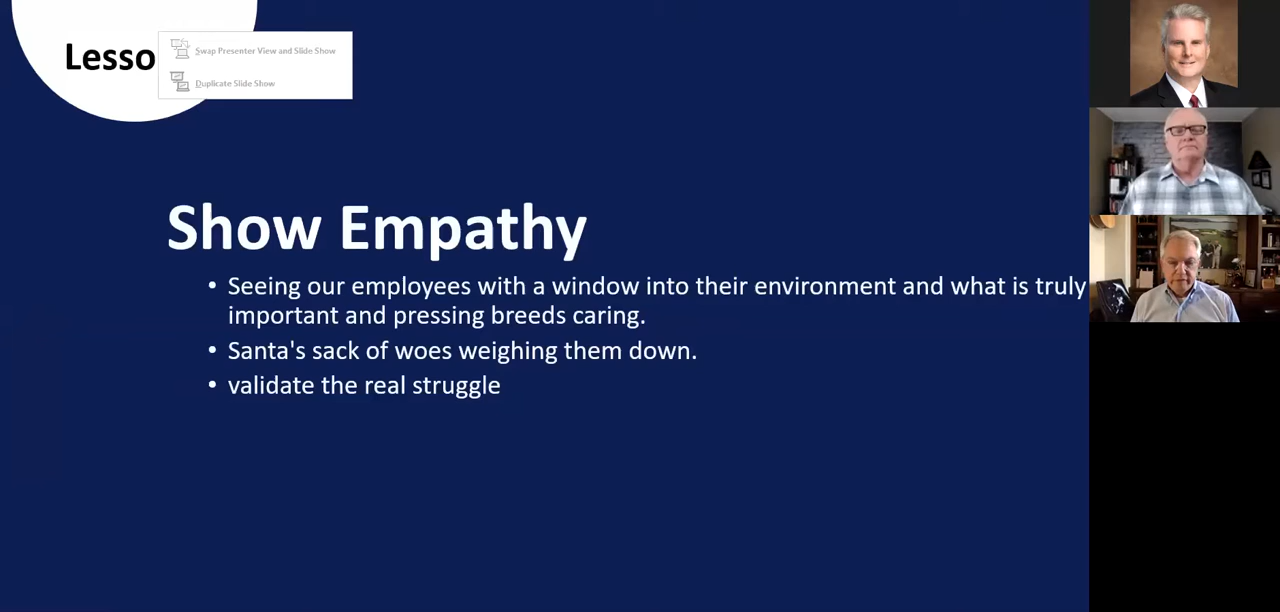 Lesso
Swap Presenter View and Slide Show
Duplicate Slide Show
Show Empathy
• Seeing our employees with a window into their environment and what is truly
important and pressing breeds caring.
• Santa's sack of woes weighing them down.
• validate the real struggle